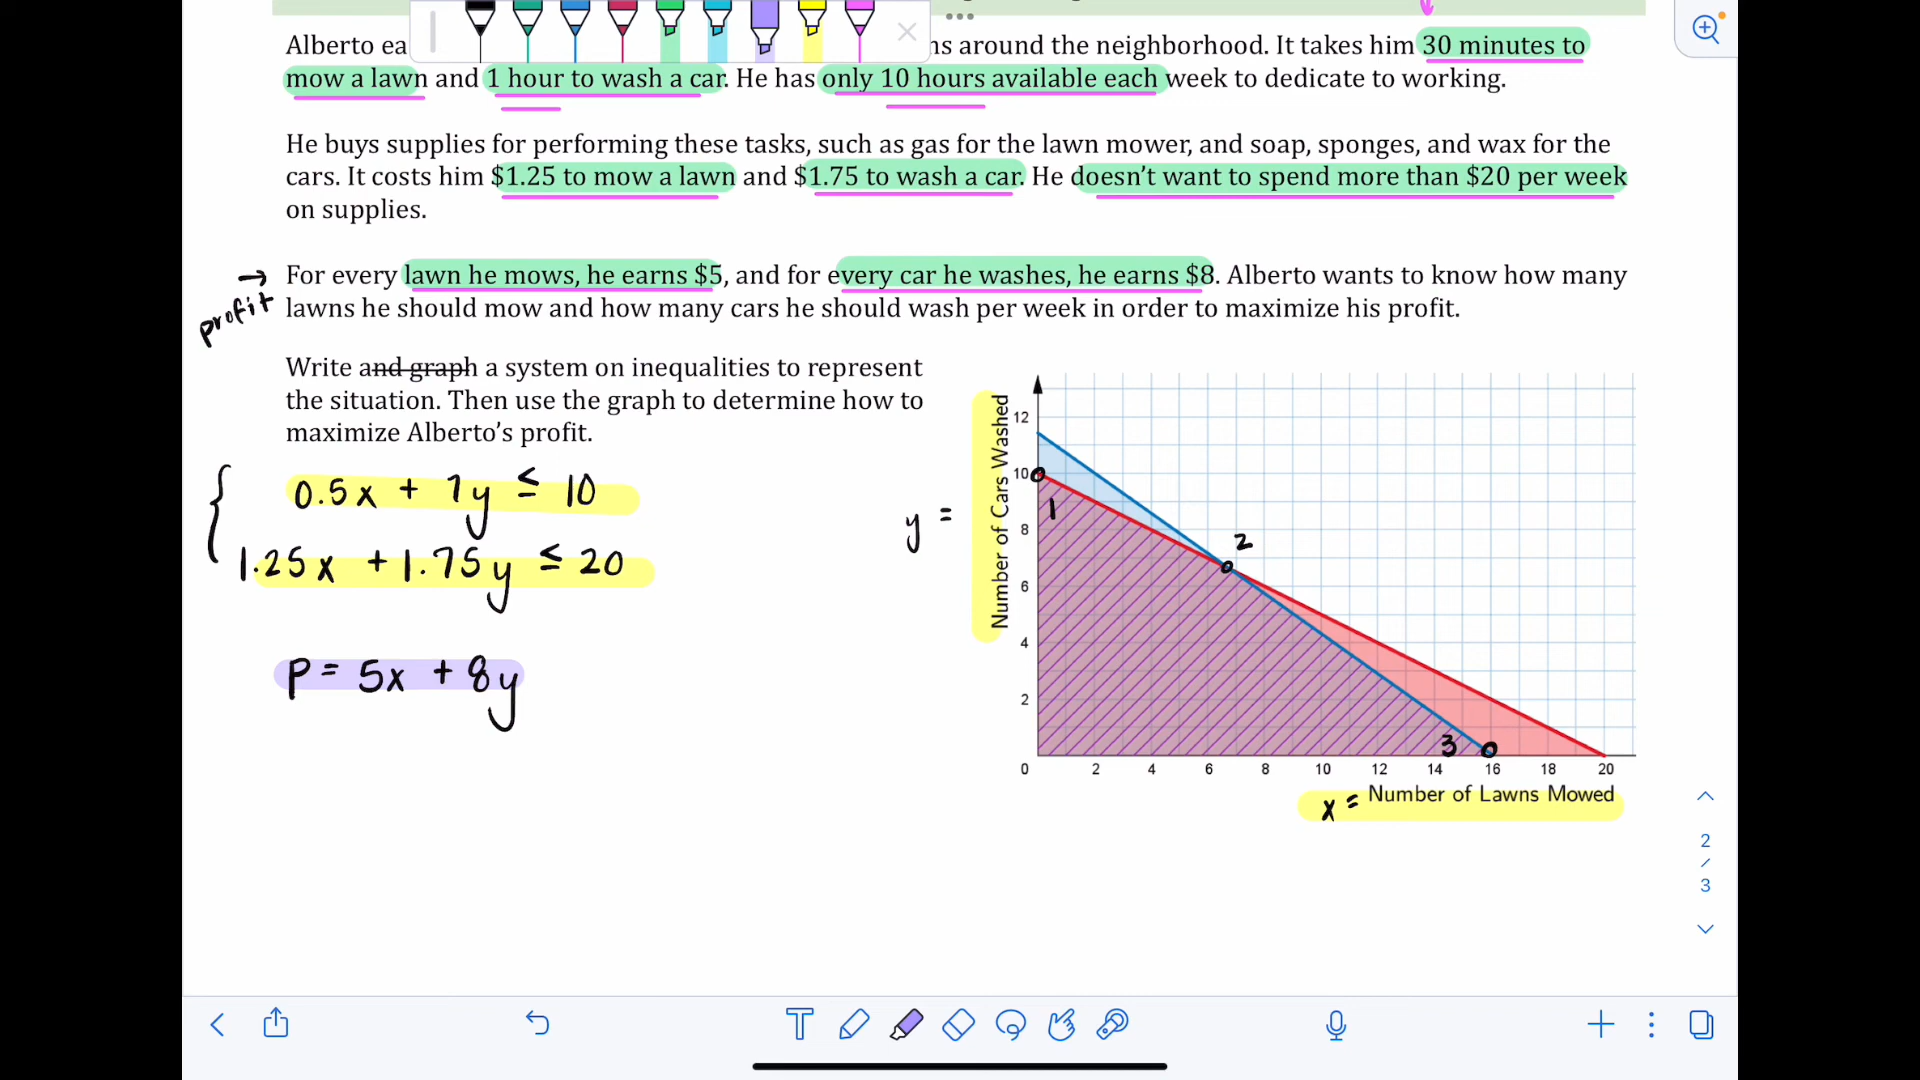 Alberto ea ns around the neighborhood. It takes him 30 minutes to
mow a lawn and 1 hour to wash a car. He has only 10 hours available each week to dedicate to working.
He buys supplies for performing these tasks, such as gas for the lawn mower, and soap, sponges, and wax for the
cars. It costs him $1.25 to mow a lawn and $1.75 to wash a car. He doesn't want to spend more than $20 per week
on supplies.
→
profit
For every lawn he mows, he earns $5, and for every car he washes, he earns $8. Alberto wants to know how many
lawns he should mow and how many cars he should wash per week in order to maximize his profit.
Write and graph a system on inequalities to represent
the situation. Then use the graph to determine how to
maximize Alberto's profit.
0.5x + 1y ≤ 10
1.25x + 1.75y ≤ 20
P = 5x + 8y
y =
Number of Cars Washed
12
10
8
6
4
2
1
2
3
0 2 4 6 8 10 12 14 16 18 20
x = Number of Lawns Mowed
2
/
3